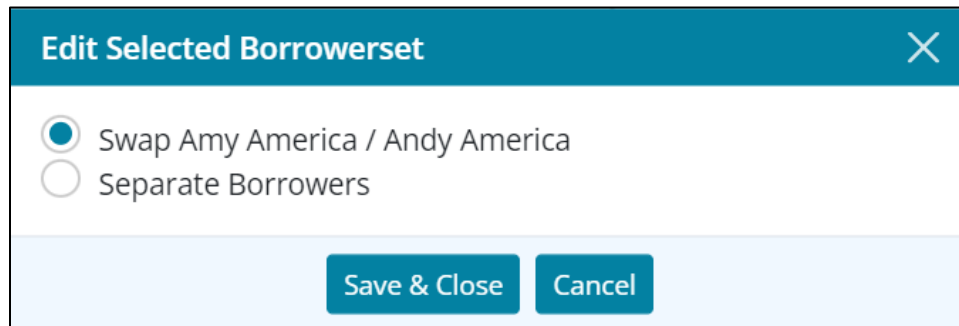 Edit Selected Borrowerset
Swap Amy America / Andy America
Separate Borrowers
Save & Close
Cancel